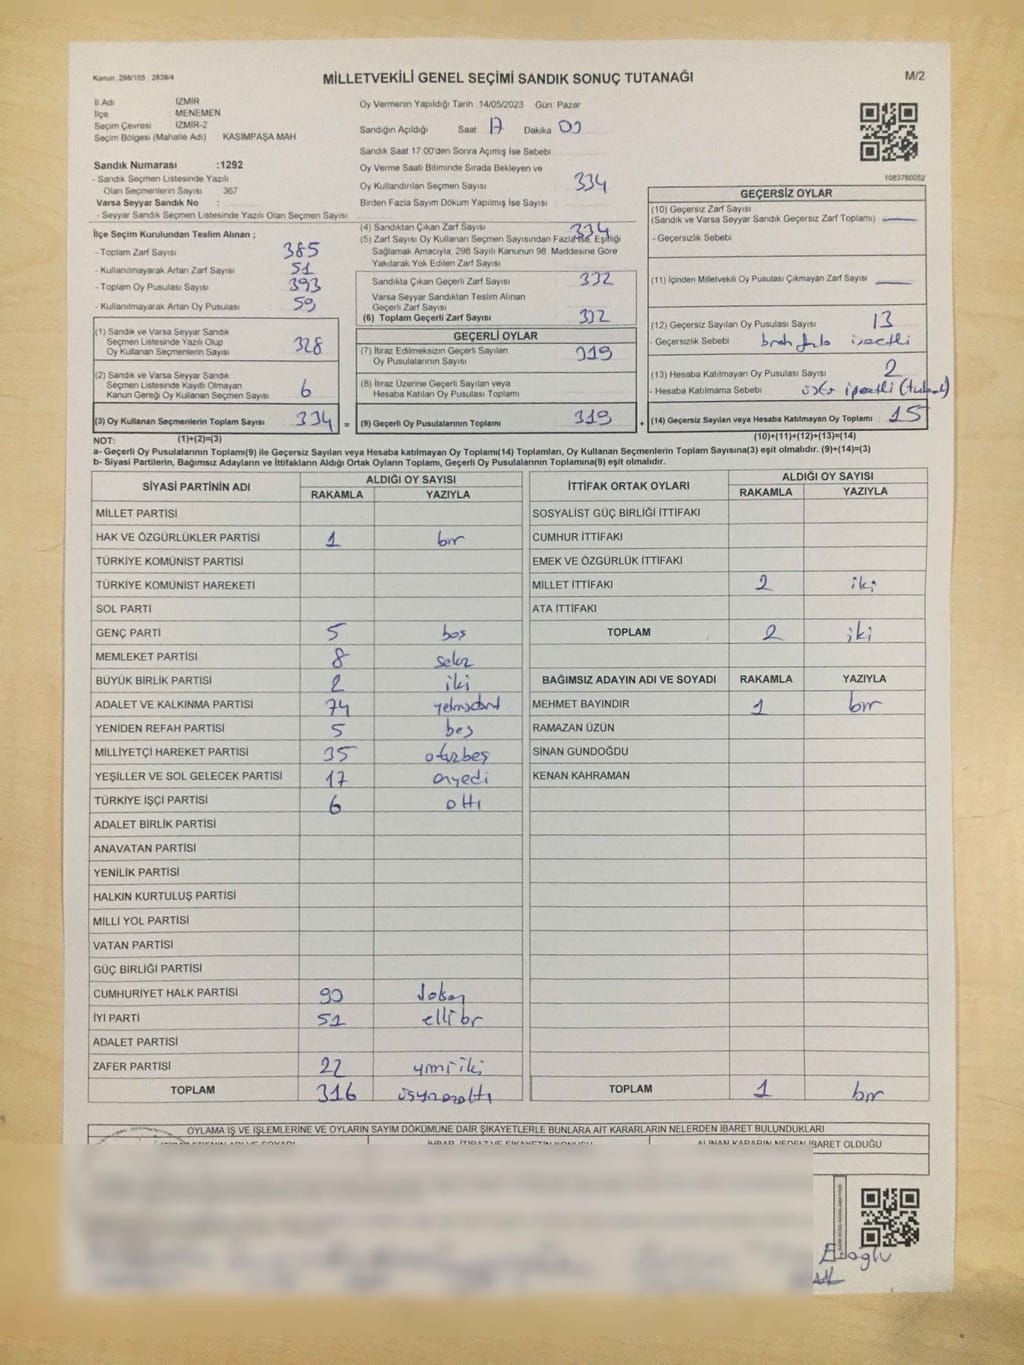 Kanun: 298/105 , 2839/4
MİLLETVEKİLİ GENEL SEÇİMİ SANDIK SONUÇ TUTANAĞI
M/2
İl Adı İZMİR
İlçe MENEMEN
Seçim Çevresi İZMİR-2
Seçim Bölgesi (Mahalle Adı) KASIMPAŞA MAH
Sandık Numarası :1292
- Sandık Seçmen Listesinde Yazılı
Olan Seçmenlerin Sayısı 367
Varsa Seyyar Sandık No :
- Seyyar Sandık Seçmen Listesinde Yazılı Olan Seçmen Sayısı
İlçe Seçim Kurulundan Teslim Alınan ;
- Toplam Zarf Sayısı 385
- Kullanılmayarak Artan Zarf Sayısı 51
- Toplam Oy Pusulası Sayısı 393
- Kullanılmayarak Artan Oy Pusulası 59
(1) Sandık ve Varsa Seyyar Sandık
Seçmen Listesinde Yazılı Olup
Oy Kullanan Seçmenlerin Sayısı 328
(2) Sandık ve Varsa Seyyar Sandık
Seçmen Listesinde Kayıtlı Olmayan
Kanun Gereği Oy Kullanan Seçmen Sayısı 6
(3) Oy Kullanan Seçmenlerin Toplam Sayısı 334 =
Oy Vermenin Yapıldığı Tarih 14/05/2023 Gün Pazar
Sandığın Açıldığı Saat 17 Dakika 00
Sandık Saat 17 00'den Sonra Açımış İse Sebebi
Oy Verme Saati Bitiminde Sırada Bekleyen ve
Oy Kullandırılan Seçmen Sayısı 334
Birden Fazla Sayım Döküm Yapılmış İse Sayısı :
(4) Sandıktan Çıkan Zarf Sayısı 334
(5) Zarf Sayısı Oy Kullanan Seçmen Sayısından Fazla İse, Eşitliği
Sağlamak Amacıyla, 298 Sayılı Kanunun 98 Maddesine Göre
Yakılarak Yok Edilen Zarf Sayısı
Sandıkta Çıkan Geçerli Zarf Sayısı 332
Varsa Seyyar Sandıktan Teslim Alınan
Geçerli Zarf Sayısı
(6) Toplam Geçerli Zarf Sayısı 332
GEÇERLİ OYLAR
(7) İtiraz Edilmeksizin Geçerli Sayılan
Oy Pusulalarının Sayısı 319
(8) İtiraz Üzerine Geçerli Sayılan veya
Hesaba Katılan Oy Pusulası Toplamı
(9) Geçerli Oy Pusulalarının Toplamı 319 +
1083760052
GEÇERSİZ OYLAR
(10) Geçersiz Zarf Sayısı
(Sandık ve Varsa Seyyar Sandık Geçersiz Zarf Toplamı)
- Geçersizlik Sebebi
(11) İçinden Milletvekili Oy Pusulası Çıkmayan Zarf Sayısı
(12) Geçersiz Sayılan Oy Pusulası Sayısı 13
- Geçersizlik Sebebi
(13) Hesaba Katılmayan Oy Pusulası Sayısı 2
- Hesaba Katılmama Sebebi
(14) Geçersiz Sayılan veya Hesaba Katılmayan Oy Toplamı 15
NOT: (1)+(2)=(3)
(10)+(11)+(12)+(13)=(14)
a- Geçerli Oy Pusulalarının Toplamı(9) ile Geçersiz Sayılan veya Hesaba katılmayan Oy Toplamı(14) Toplamları, Oy Kullanan Seçmenlerin Toplam Sayısına(3) eşit olmalıdır. (9)+(14)=(3)
b- Siyasi Partilerin, Bağımsız Adayların ve İttifakların Aldığı Ortak Oyların Toplamı, Geçerli Oy Pusulalarının Toplamına(9) eşit olmalıdır.
SİYASİ PARTİNİN ADI ALDIĞI OY SAYISI
RAKAMLA YAZIYLA
MİLLET PARTİSİ
HAK VE ÖZGÜRLÜKLER PARTİSİ 1 bir
TÜRKİYE KOMÜNİST PARTİSİ
TÜRKİYE KOMÜNİST HAREKETİ
SOL PARTİ
GENÇ PARTİ 5 beş
MEMLEKET PARTİSİ 8 sekiz
BÜYÜK BİRLİK PARTİSİ 2 iki
ADALET VE KALKINMA PARTİSİ 74 yetmişdört
YENİDEN REFAH PARTİSİ 5 beş
MİLLİYETÇİ HAREKET PARTİSİ 35 otuzbeş
YEŞİLLER VE SOL GELECEK PARTİSİ 17 onyedi
TÜRKİYE İŞÇİ PARTİSİ 6 altı
ADALET BİRLİK PARTİSİ
ANAVATAN PARTİSİ
YENİLİK PARTİSİ
HALKIN KURTULUŞ PARTİSİ
MİLLİ YOL PARTİSİ
VATAN PARTİSİ
GÜÇ BİRLİĞİ PARTİSİ
CUMHURİYET HALK PARTİSİ 90 doksan
İYİ PARTİ 51 ellibir
ADALET PARTİSİ
ZAFER PARTİSİ 22 yirmiiki
TOPLAM 316 üçyüzonaltı
İTTİFAK ORTAK OYLARI ALDIĞI OY SAYISI
RAKAMLA YAZIYLA
SOSYALİST GÜÇ BİRLİĞİ İTTİFAKI
CUMHUR İTTİFAKI
EMEK VE ÖZGÜRLÜK İTTİFAKI
MİLLET İTTİFAKI 2 iki
ATA İTTİFAKI
TOPLAM 2 iki
BAĞIMSIZ ADAYIN ADI VE SOYADI RAKAMLA YAZIYLA
MEHMET BAYINDIR 1 bir
RAMAZAN ÜZÜN
SİNAN GÜNDOĞDU
KENAN KAHRAMAN
TOPLAM 1 bir
OYLAMA İŞ VE İŞLEMLERİNE VE OYLARIN SAYIM DÖKÜMÜNE DAİR ŞİKAYETLERLE BUNLARA AİT KARARLARIN NELERDEN İBARET BULUNDUKLARI
İHBAR, İTİRAZ VE ŞİKAYETİN KONUSU
ALINAN KARARIN NEDEN İBARET OLDUĞU